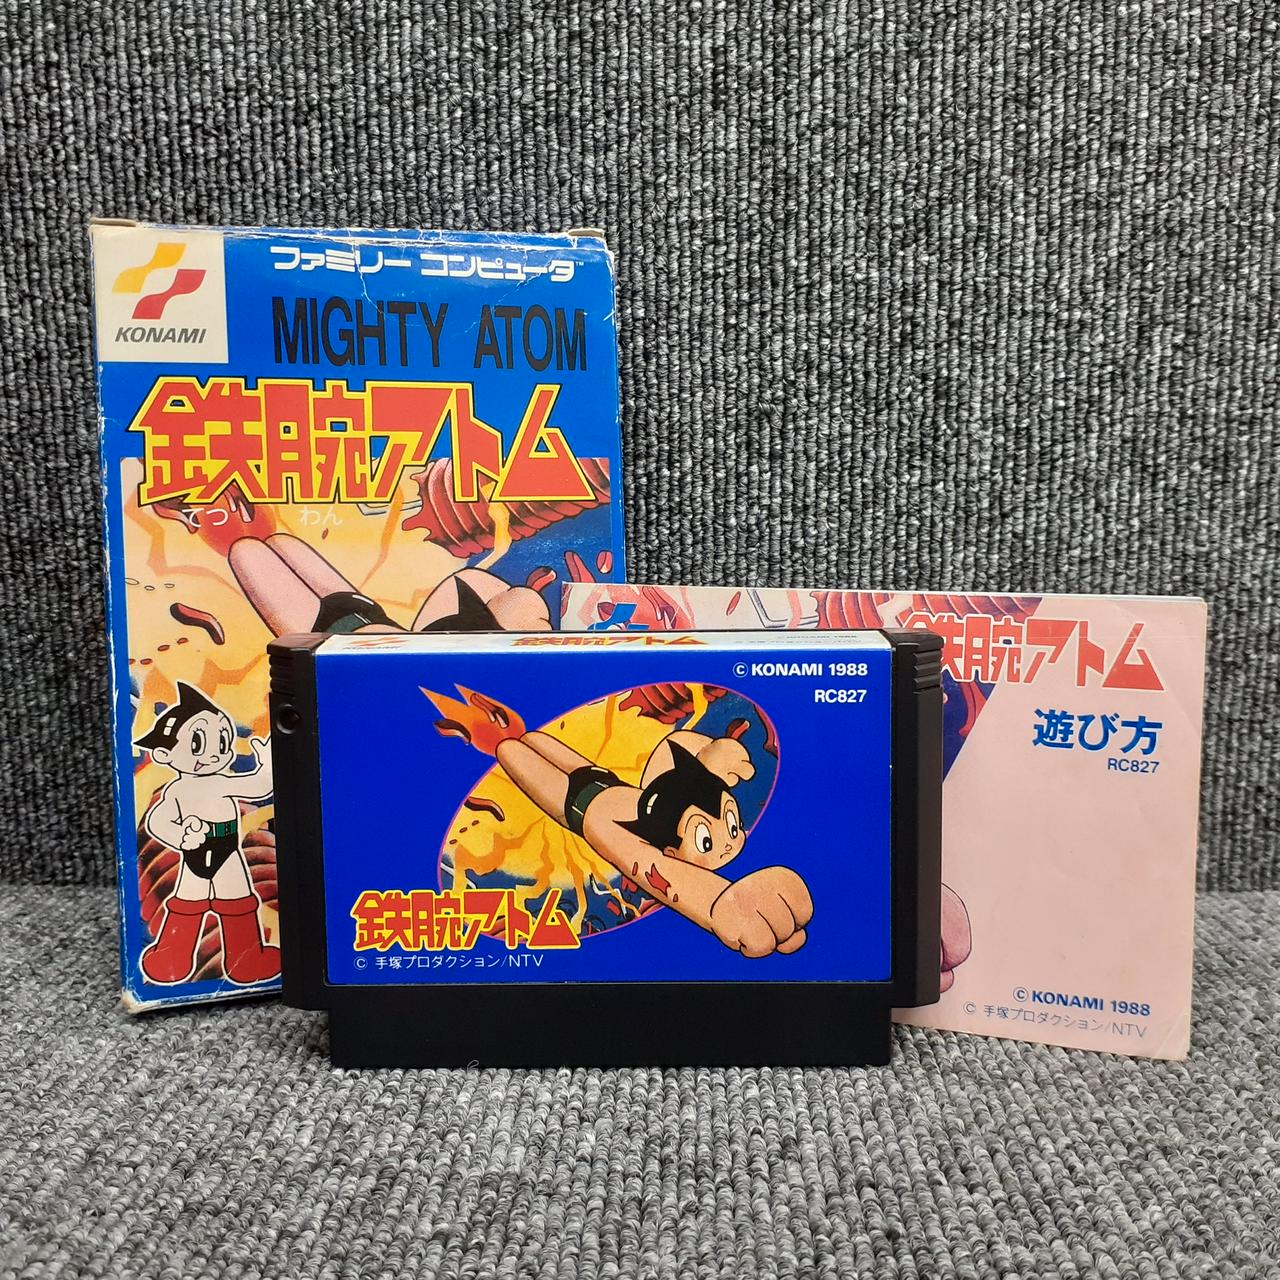 KONAMI
ファミリー コンピュータ™
MIGHTY ATOM
鉄腕アトム
てつ わん
KONAMI
鉄腕アトム
© KONAMI 1988
RC827
鉄腕アトム
© 手塚プロダクション/NTV
鉄腕アトム
遊び方
RC827
© KONAMI 1988
© 手塚プロダクション/NTV